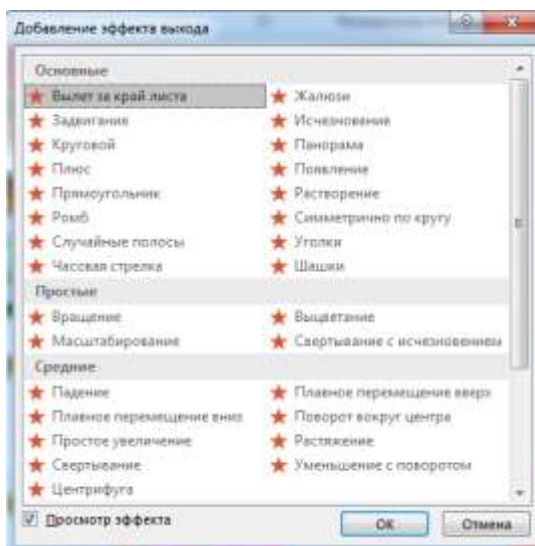 Добавление эффекта выхода
Основные
Вылет за край листа
Жалюзи
Задвигание
Исчезновение
Круговой
Панорама
Плюс
Появление
Прямоугольник
Растворение
Ромб
Симметрично по кругу
Случайные полосы
Уголки
Часовая стрелка
Шашки
Простые
Вращение
Выцветание
Масштабирование
Свертывание с исчезновением
Средние
Падение
Плавное перемещение вверх
Плавное перемещение вниз
Поворот вокруг центра
Простое увеличение
Растяжение
Свертывание
Уменьшение с поворотом
Центрифуга
Просмотр эффекта
ОК
Отмена